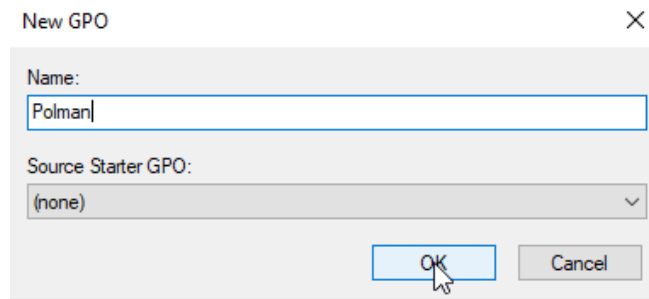 New GPO
Name:
Polman
Source Starter GPO:
(none)
OK Cancel